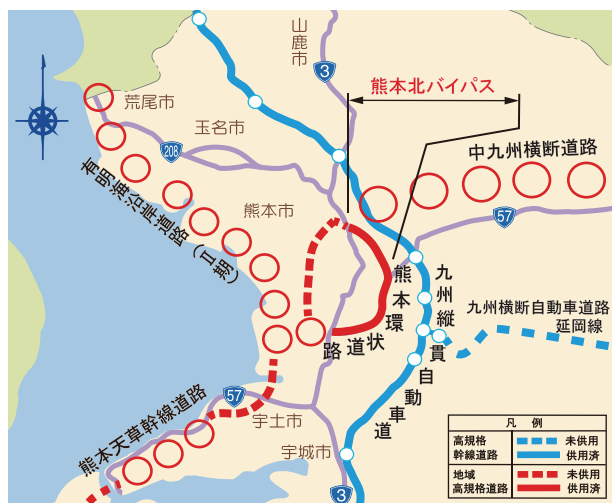 山鹿市
3
熊本北バイパス
荒尾市
玉名市
208
中九州横断道路
有明海沿岸道路(Ⅱ期)
熊本市
57
熊本環状道路
九州縦貫自動車道
九州横断自動車道路
延岡線
57
熊本天草幹線道路
宇土市
宇城市
3
凡 例
高規格
幹線道路
未供用
供用済
地域
高規格道路
未供用
供用済